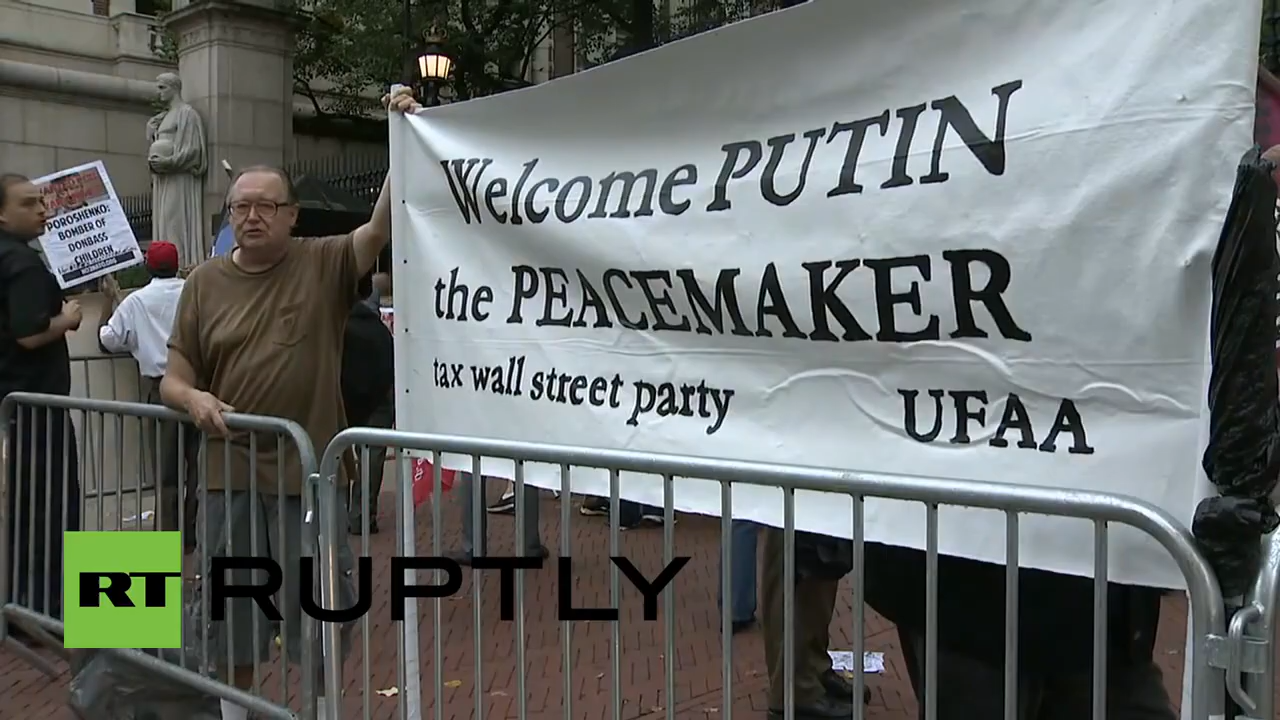 Welcome PUTIN
the PEACEMAKER
tax wall street party UFAA
POROSHENKO:
BOMBER OF
DONBASS
CHILDREN
RT RUPTLY